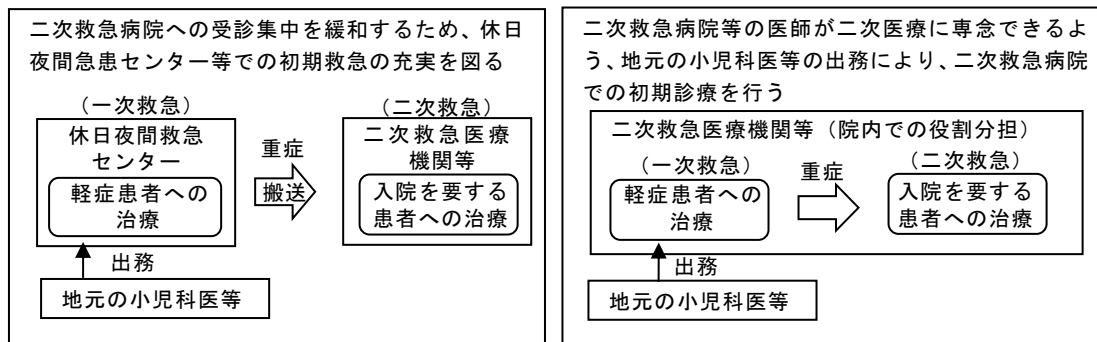 二次救急病院への受診集中を緩和するため、休日
夜間急患センター等での初期救急の充実を図る
（一次救急）
（二次救急）
休日夜間救急
センター
軽症患者への
治療
重症
搬送
二次救急医療
機関等
入院を要する
患者への治療
出務
地元の小児科医等
二次救急病院等の医師が二次医療に専念できるよ
う、地元の小児科医等の出務により、二次救急病院
での初期診療を行う
二次救急医療機関等（院内での役割分担）
（一次救急）
重症
（二次救急）
軽症患者への
治療
入院を要する
患者への治療
出務
地元の小児科医等